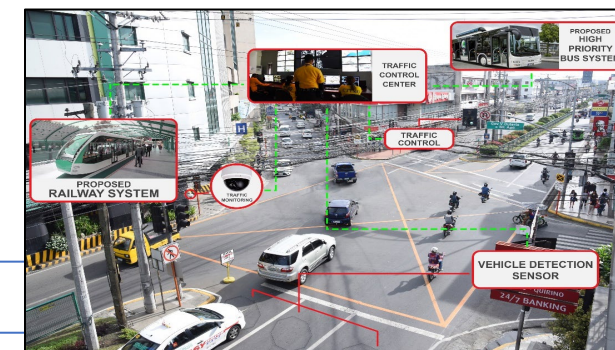 PROPOSED
HIGH
PRIORITY
BUS SYSTEM
TRAFFIC
CONTROL
CENTER
TRAFFIC
CONTROL
PROPOSED
RAILWAY SYSTEM
TRAFFIC
MONITORING
H
VEHICLE DETECTION
SENSOR
QUIRINO
24/7 BANKING